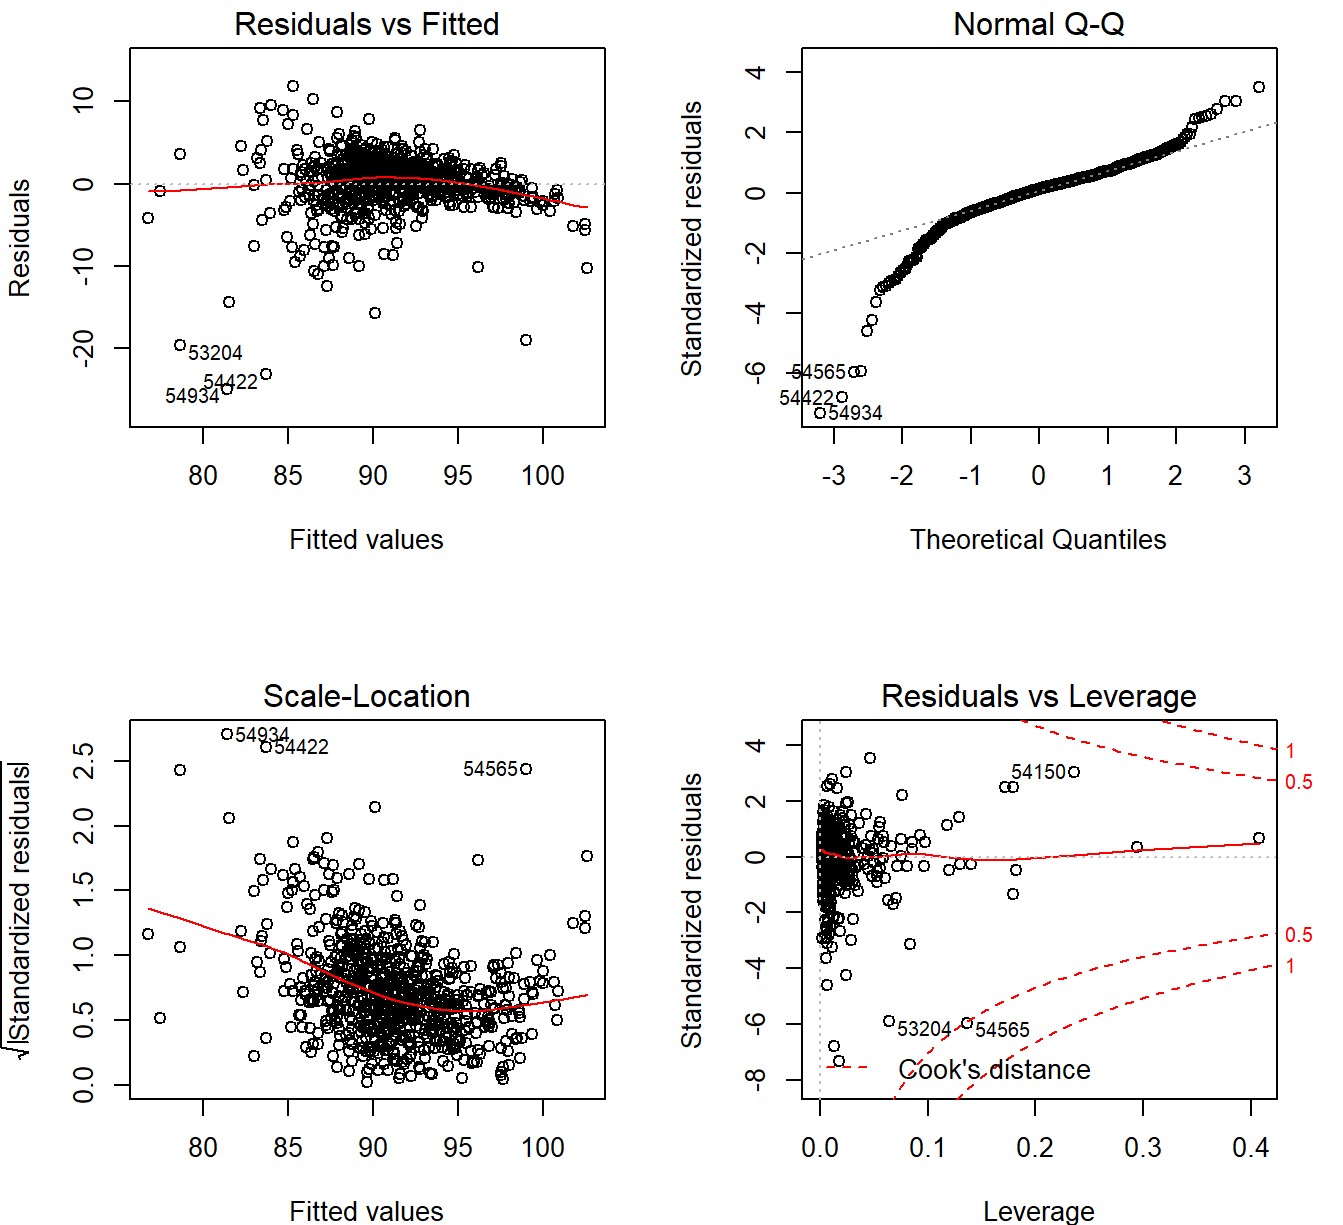 Residuals vs Fitted
Residuals
10
0
-10
-20
53204
54422
54934
80 85 90 95 100
Fitted values
Normal Q-Q
Standardized residuals
4
2
0
-2
-4
-6
54565
54422
54934
-3 -2 -1 0 1 2 3
Theoretical Quantiles
Scale-Location
√|Standardized residuals|
2.5
2.0
1.5
1.0
0.5
0.0
54934
54422
54565
80 85 90 95 100
Fitted values
Residuals vs Leverage
Standardized residuals
4
2
0
-2
-4
-6
-8
54150
1
0.5
0.5
1
53204
54565
Cook's distance
0.0 0.1 0.2 0.3 0.4
Leverage